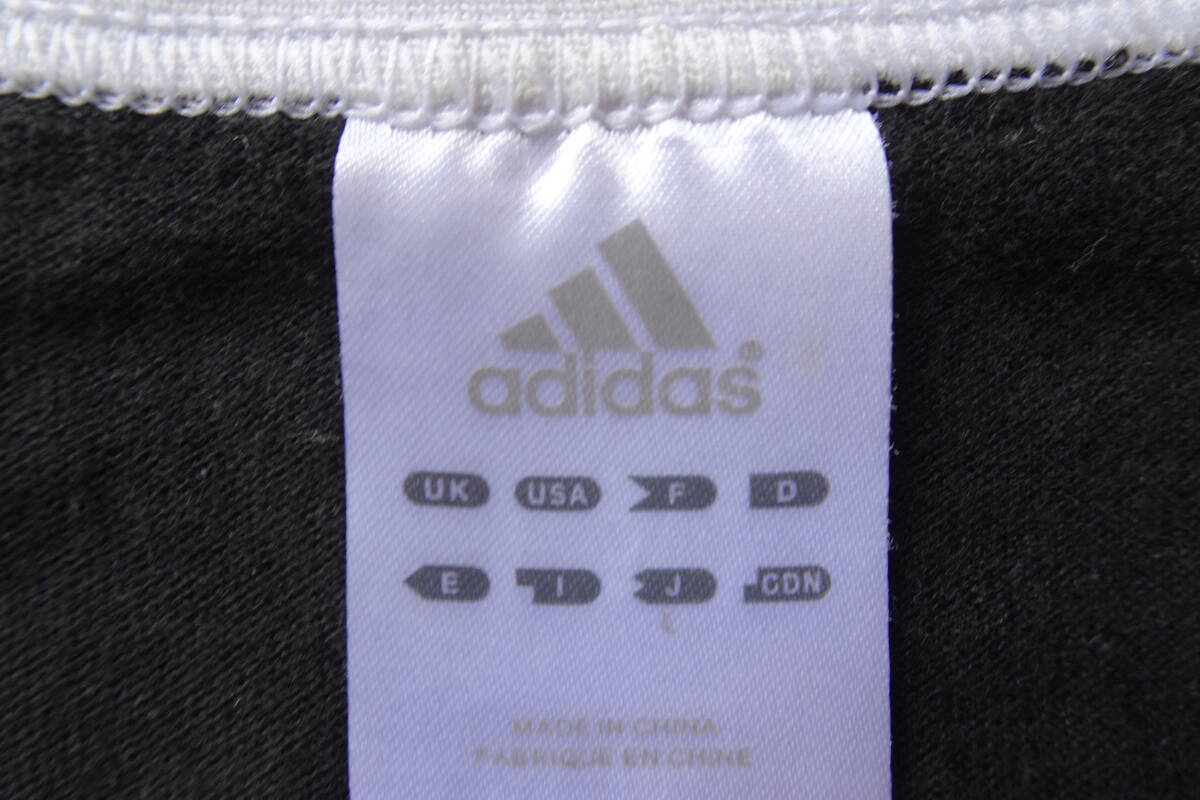 adidas®
UK USA F D
E I J CDN
L
MADE IN CHINA
FABRIQUE EN CHINE